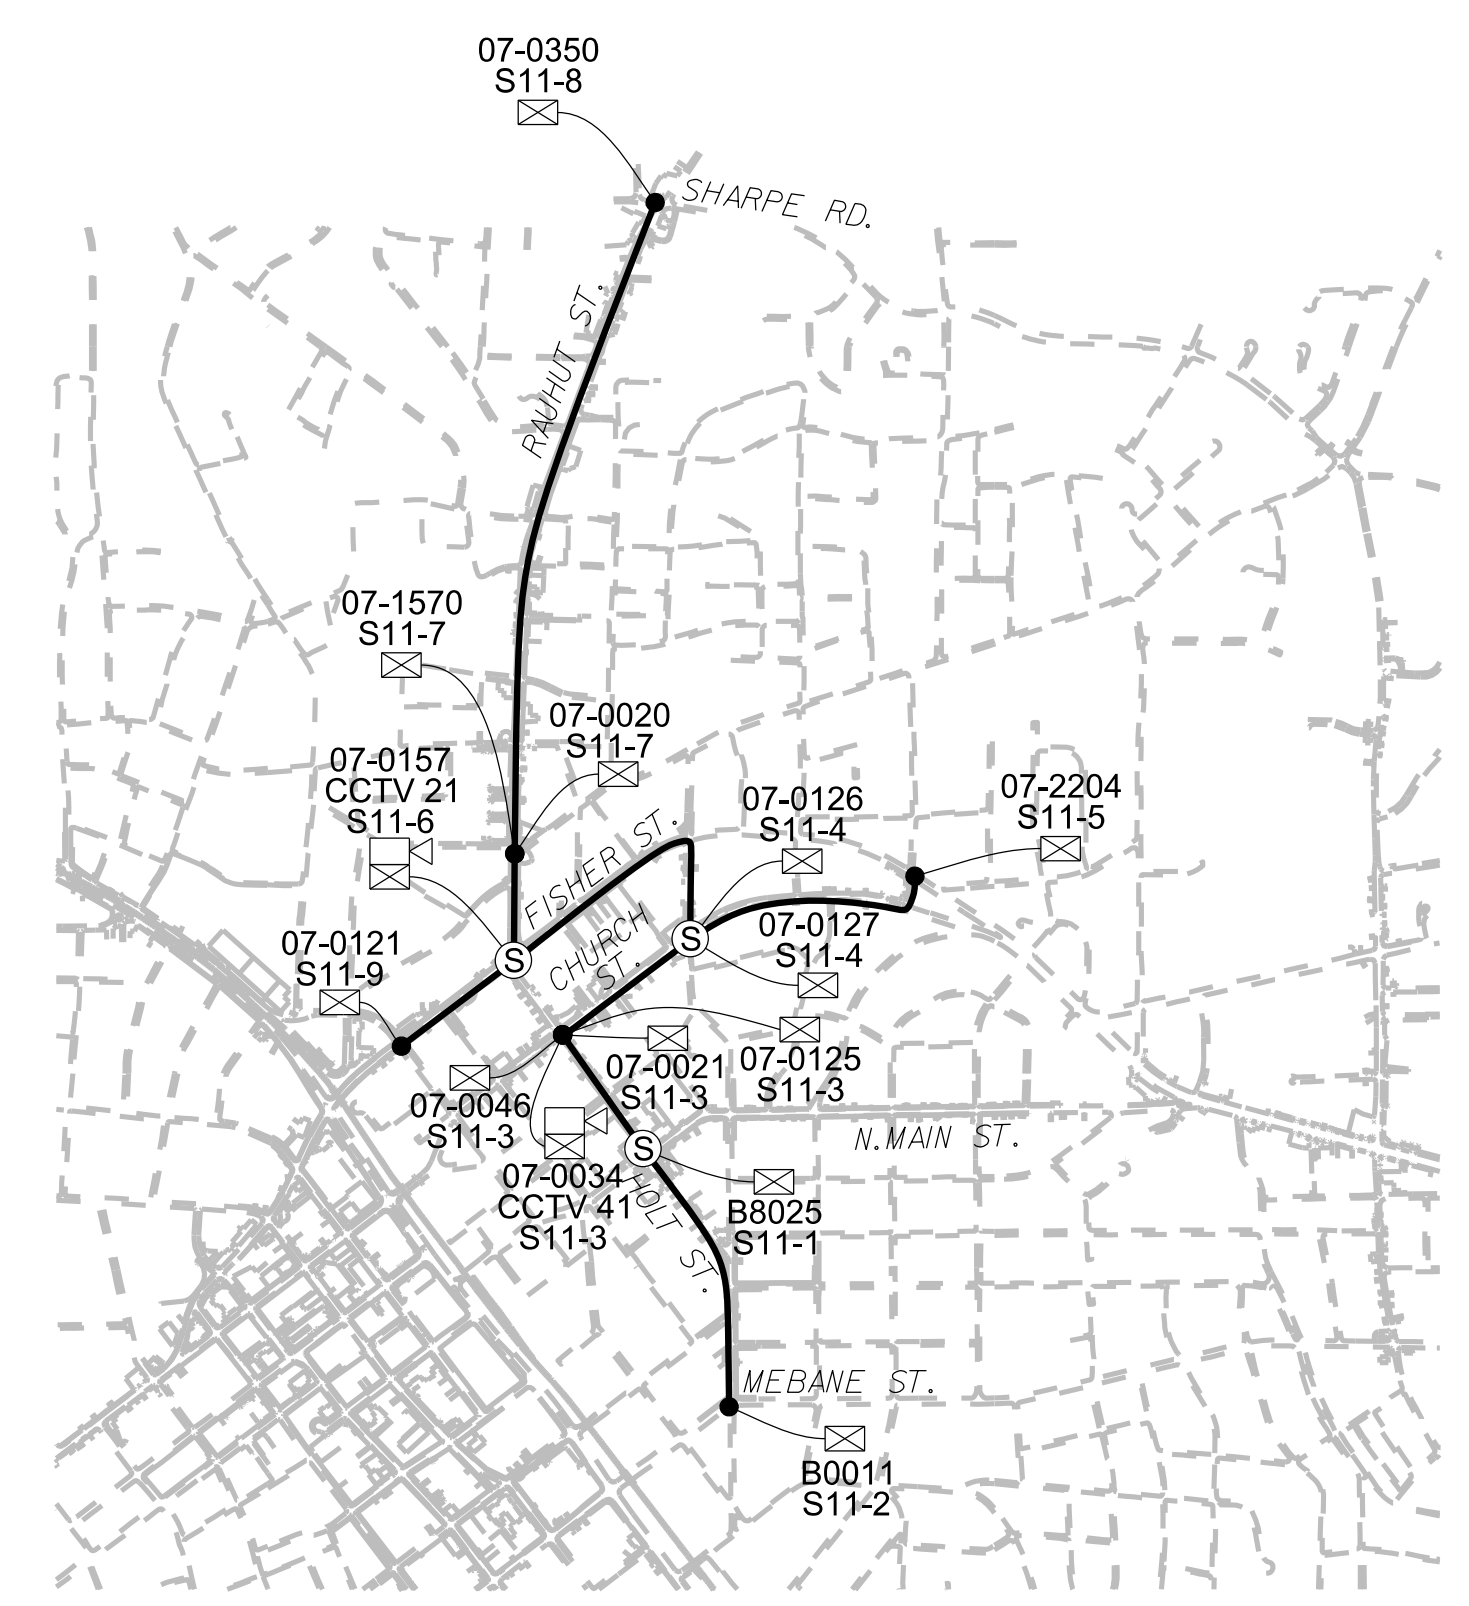 07-0350
S11-8
SHARPE RD.
RAUHUT ST.
07-1570
S11-7
07-0020
S11-7
07-0157
CCTV 21
S11-6
07-0126
S11-4
07-2204
S11-5
FISHER ST.
07-0127
S11-4
CHURCH
ST.
S
S
07-0121
S11-9
07-0021
S11-3
07-0125
S11-3
07-0046
S11-3
N.MAIN ST.
S
07-0034
CCTV 41
S11-3
HOLT ST.
B8025
S11-1
MEBANE ST.
B0011
S11-2